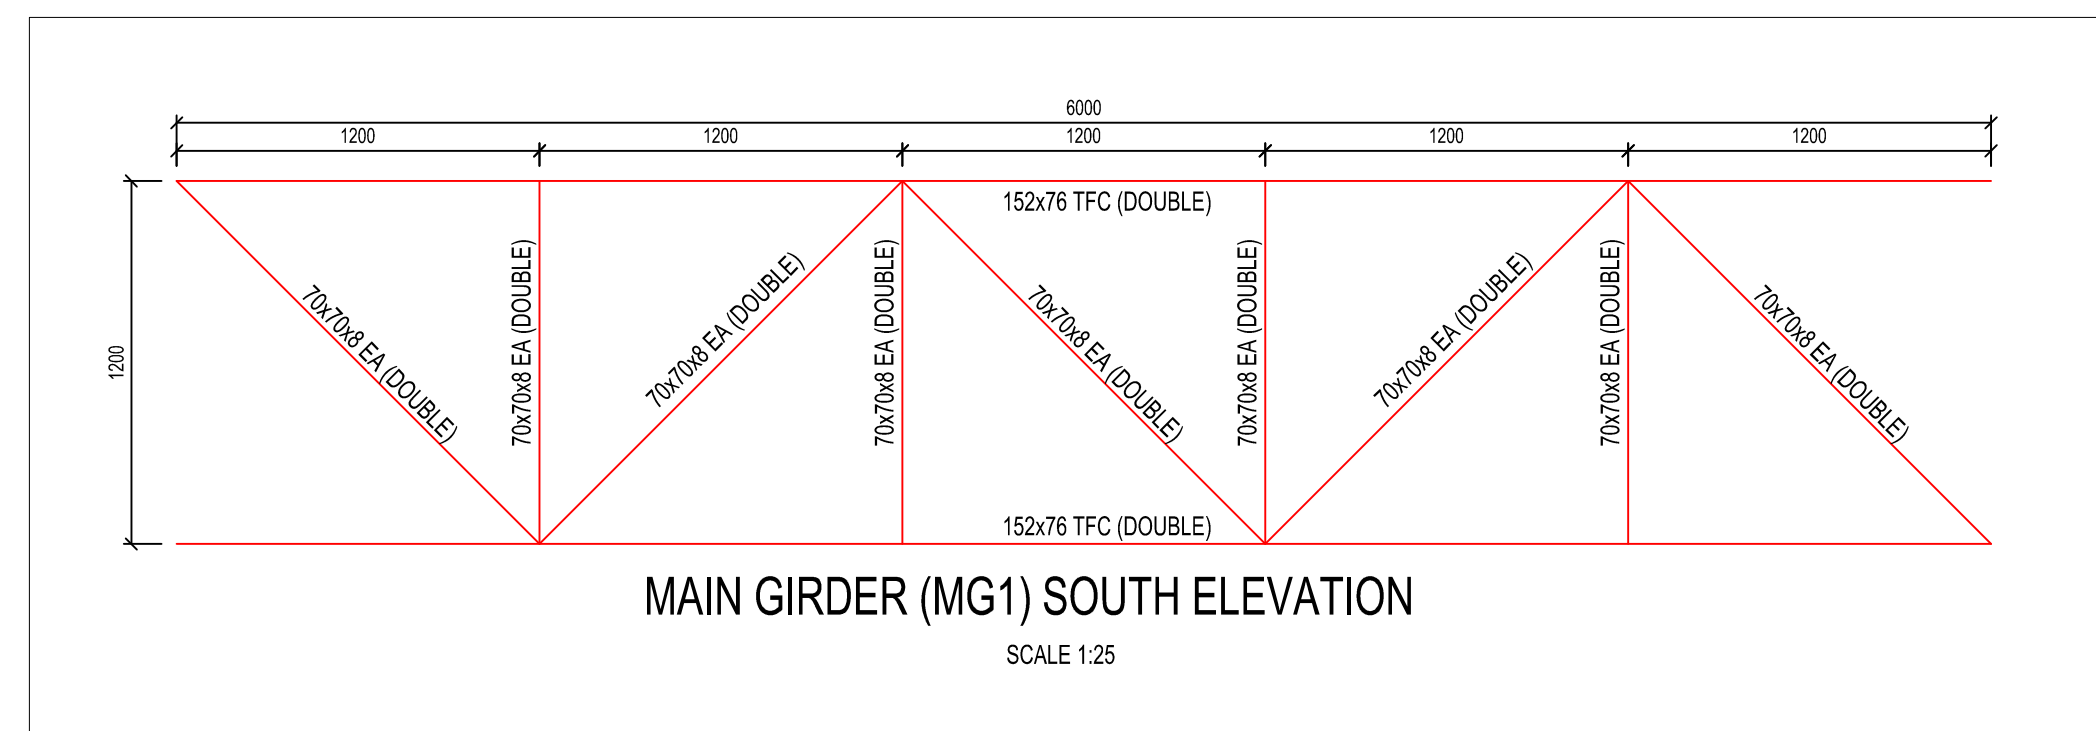 6000
1200
1200
1200
1200
1200
152x76 TFC (DOUBLE)
70x70x8 EA (DOUBLE)
70x70x8 EA (DOUBLE)
70x70x8 EA (DOUBLE)
70x70x8 EA (DOUBLE)
70x70x8 EA (DOUBLE)
70x70x8 EA (DOUBLE)
70x70x8 EA (DOUBLE)
70x70x8 EA (DOUBLE)
70x70x8 EA (DOUBLE)
1200
152x76 TFC (DOUBLE)
MAIN GIRDER (MG1) SOUTH ELEVATION
SCALE 1:25